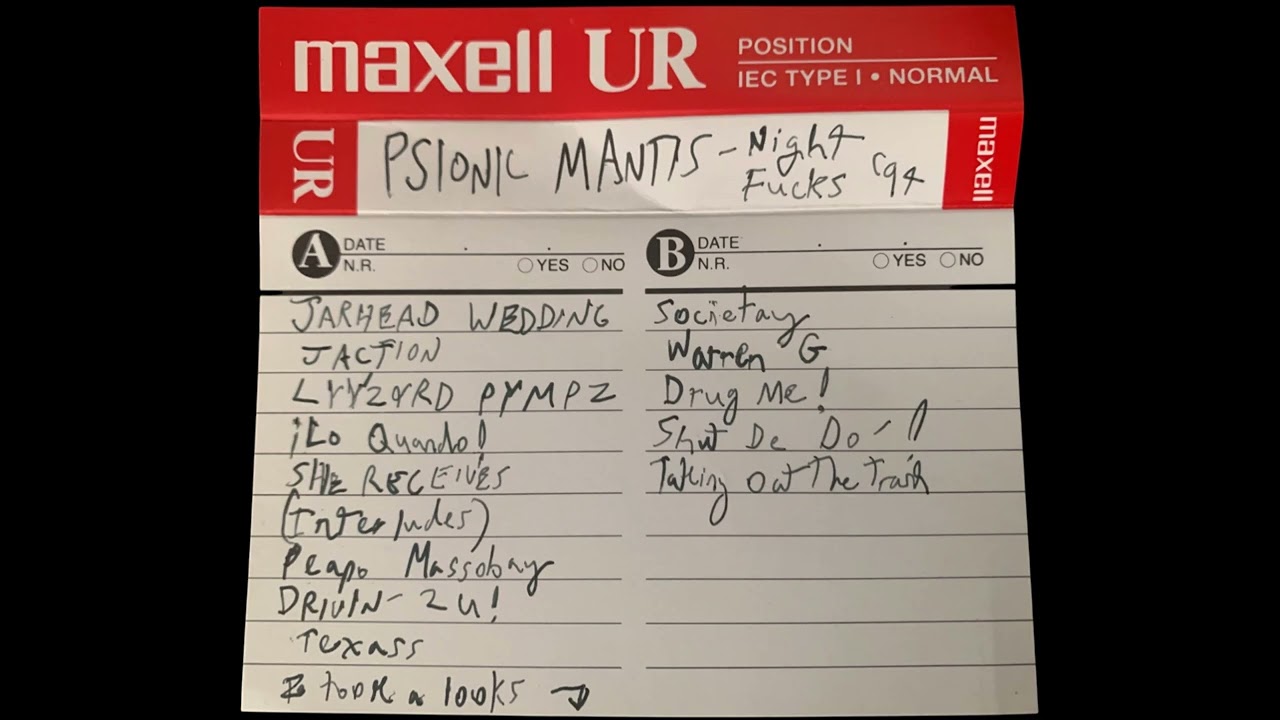 maxell UR
POSITION
IEC TYPE I • NORMAL
UR
PSIONIC MANTIS - Night
Fucks '94
maxell
A DATE
N.R. YES NO
B DATE
N.R. YES NO
JARHEAD WEDDING
JACTION
LYYZYRD PYMPZ
¡Lo Quando!
SHE RECEIVES
(Interludes)
Peapo Massobay
DRIVIN- 2 U!
Texass
I took a looks →
Societay
Warren G
Drug Me!
Shut De Do-!
Taking out The Trash